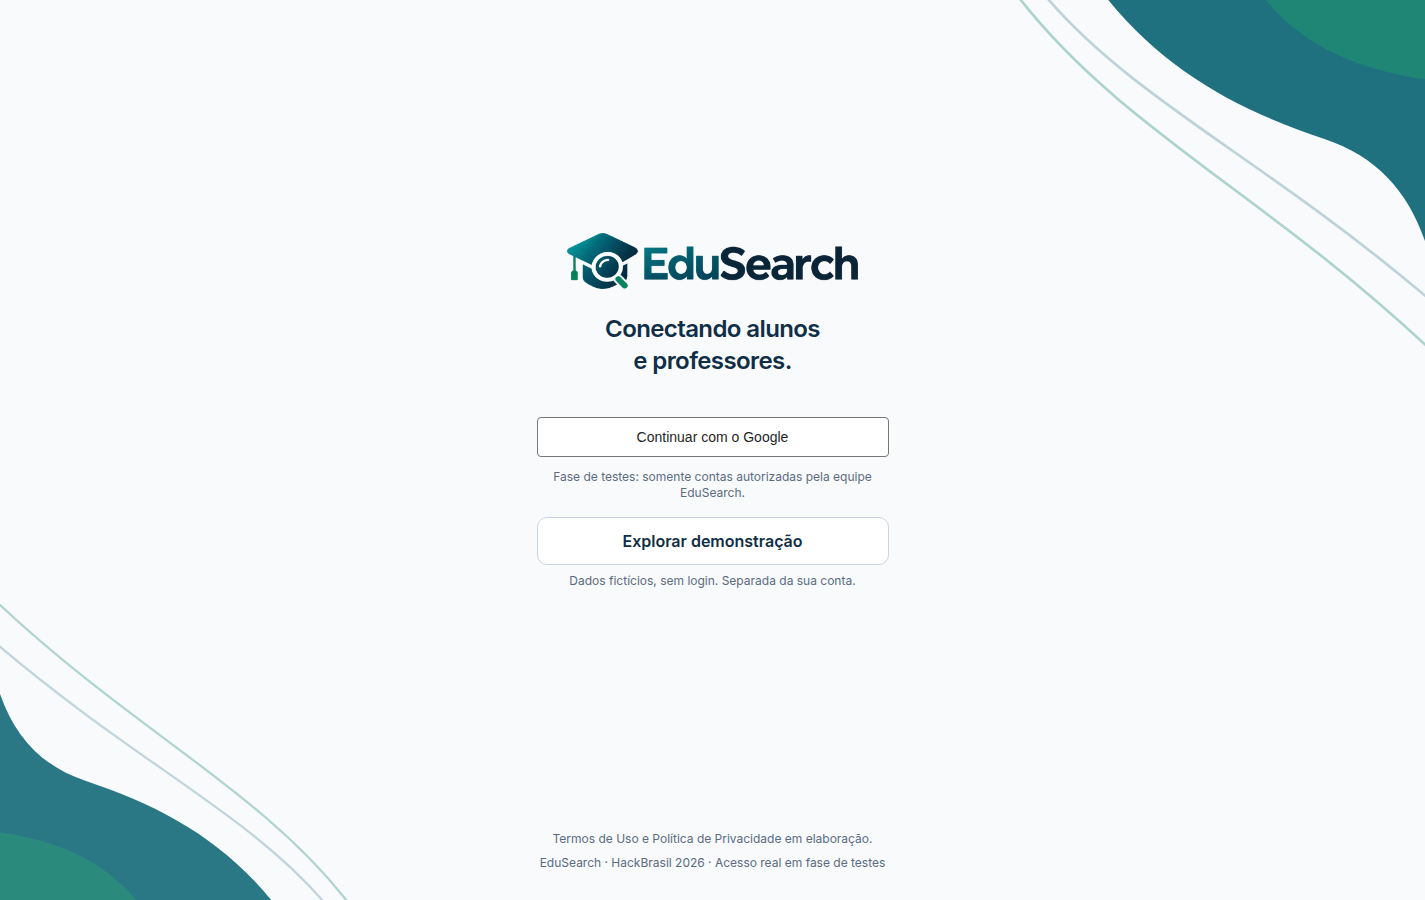 EduSearch
Conectando alunos
e professores.
Continuar com o Google
Fase de testes: somente contas autorizadas pela equipe
EduSearch.
Explorar demonstração
Dados fictícios, sem login. Separada da sua conta.
Termos de Uso e Política de Privacidade em elaboração.
EduSearch · HackBrasil 2026 · Acesso real em fase de testes